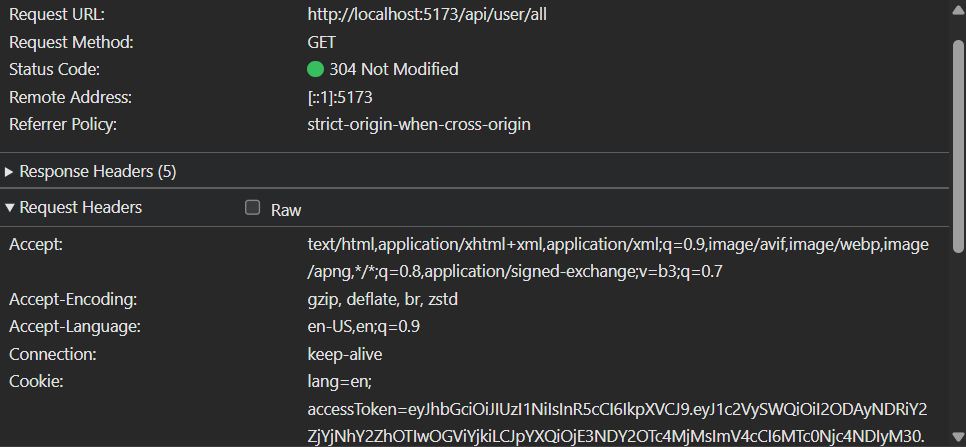 Request URL: http://localhost:5173/api/user/all
Request Method: GET
Status Code: 304 Not Modified
Remote Address: [::1]:5173
Referrer Policy: strict-origin-when-cross-origin
Response Headers (5)
Request Headers Raw
Accept: text/html,application/xhtml+xml,application/xml;q=0.9,image/avif,image/webp,image
/apng,*/*;q=0.8,application/signed-exchange;v=b3;q=0.7
Accept-Encoding: gzip, deflate, br, zstd
Accept-Language: en-US,en;q=0.9
Connection: keep-alive
Cookie: lang=en;
accessToken=eyJhbGciOiJIUzI1NiIsInR5cCI6IkpXVCJ9.eyJ1c2VySWQiOiI2ODAyNDRiY2
ZjYjNhY2ZhOTIwOGViYjkiLCJpYXQiOjE3NDY2OTc4MjMsImV4cCI6MTc0Njc4NDIyM30.